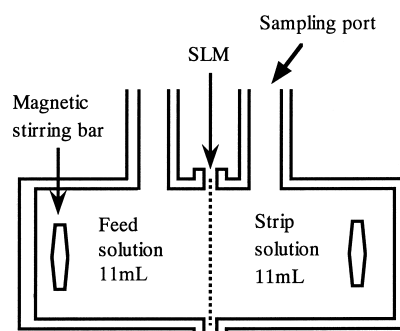 Sampling port
SLM
Magnetic
stirring bar
Feed
solution
11mL
Strip
solution
11mL